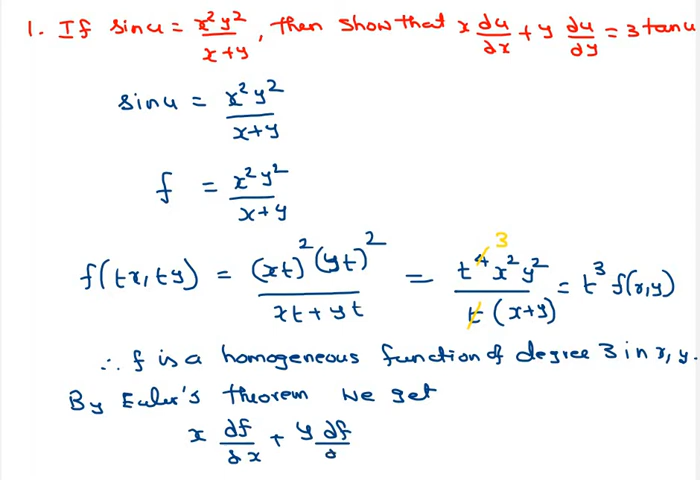 1. If sin u = x²y²/x+y, then show that x ∂u/∂x + y ∂u/∂y = 3 tan u
sin u = x²y²/x+y
f = x²y²/x+y
f(tx, ty) = (xt)²(yt)²/xt+yt = t⁴ ³ x²y²/t(x+y) = t³ f(x,y)
∴ f is a homogeneous function of degree 3 in x, y.
By Euler's theorem we get
x ∂f/∂x + y ∂f/∂